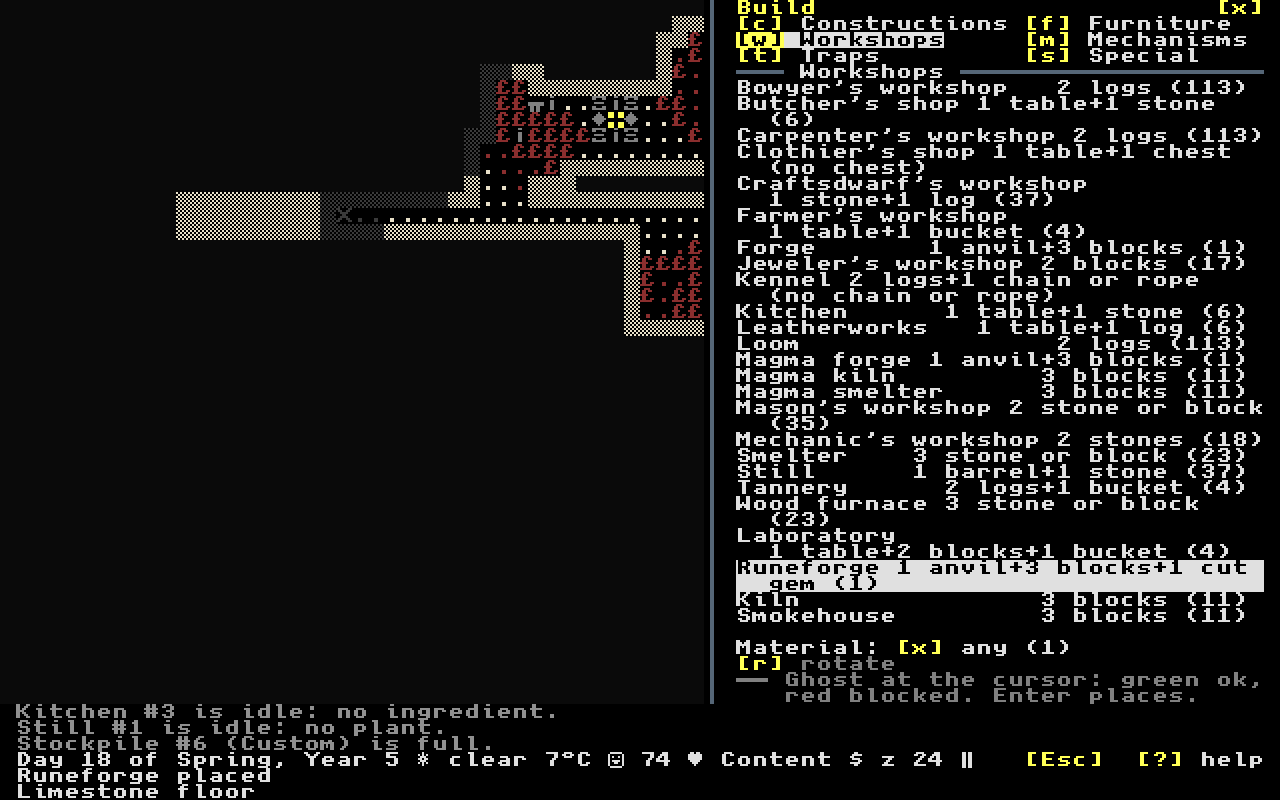 Build [x]
[c] Constructions [f] Furniture
[w] Workshops [m] Mechanisms
[t] Traps [s] Special
Workshops
Bowyer's workshop 2 logs (113)
Butcher's shop 1 table+1 stone
(6)
Carpenter's workshop 2 logs (113)
Clothier's shop 1 table+1 chest
(no chest)
Craftsdwarf's workshop
1 stone+1 log (37)
Farmer's workshop
1 table+1 bucket (4)
Forge 1 anvil+3 blocks (1)
Jeweler's workshop 2 blocks (17)
Kennel 2 logs+1 chain or rope
(no chain or rope)
Kitchen 1 table+1 stone (6)
Leatherworks 1 table+1 log (6)
Loom 2 logs (113)
Magma forge 1 anvil+3 blocks (1)
Magma kiln 3 blocks (11)
Magma smelter 3 blocks (11)
Mason's workshop 2 stone or block
(35)
Mechanic's workshop 2 stones (18)
Smelter 3 stone or block (23)
Still 1 barrel+1 stone (37)
Tannery 2 logs+1 bucket (4)
Wood furnace 3 stone or block
(23)
Laboratory
1 table+2 blocks+1 bucket (4)
Runeforge 1 anvil+3 blocks+1 cut
gem (1)
Kiln 3 blocks (11)
Smokehouse 3 blocks (11)
Material: [x] any (1)
[r] rotate
Ghost at the cursor: green ok,
red blocked. Enter places.
Kitchen #3 is idle: no ingredient.
Still #1 is idle: no plant.
Stockpile #6 (Custom) is full.
Day 18 of Spring, Year 5 * clear 7°C ☺ 74 ♥ Content $ z 24 ‖ [Esc] [?] help
Runeforge placed
Limestone floor